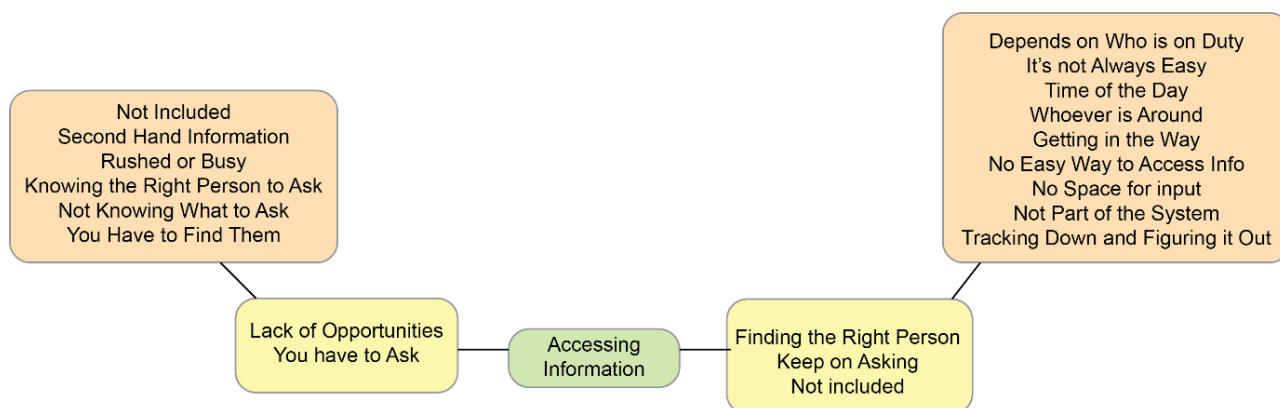 Not Included
Second Hand Information
Rushed or Busy
Knowing the Right Person to Ask
Not Knowing What to Ask
You Have to Find Them
Depends on Who is on Duty
It's not Always Easy
Time of the Day
Whoever is Around
Getting in the Way
No Easy Way to Access Info
No Space for input
Not Part of the System
Tracking Down and Figuring it Out
Lack of Opportunities
You have to Ask
Accessing
Information
Finding the Right Person
Keep on Asking
Not included